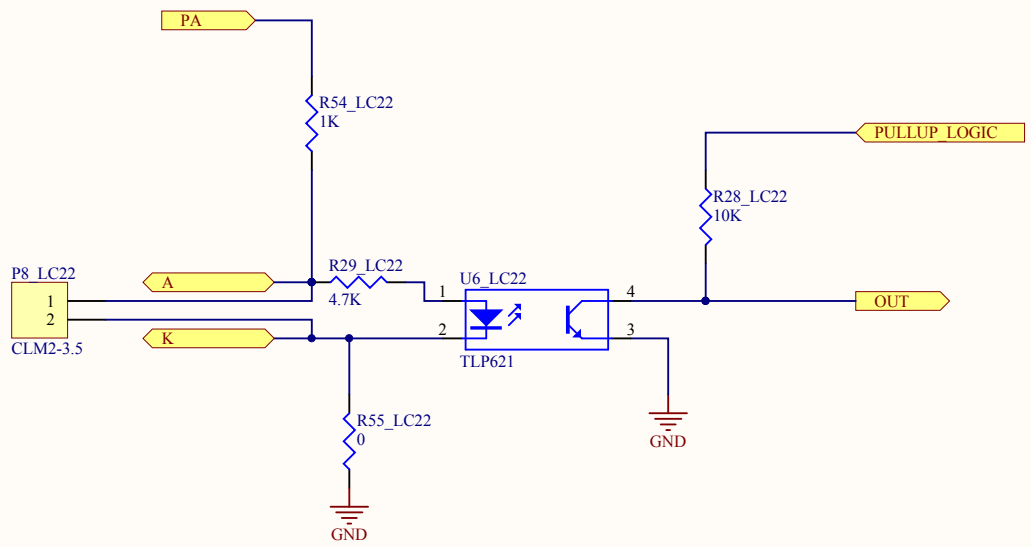 PA
R54_LC22
1K
PULLUP_LOGIC
R28_LC22
10K
P8_LC22
A
R29_LC22
4.7K
U6_LC22
1
2
1
2
4
3
K
OUT
CLM2-3.5
TLP621
R55_LC22
0
GND
GND